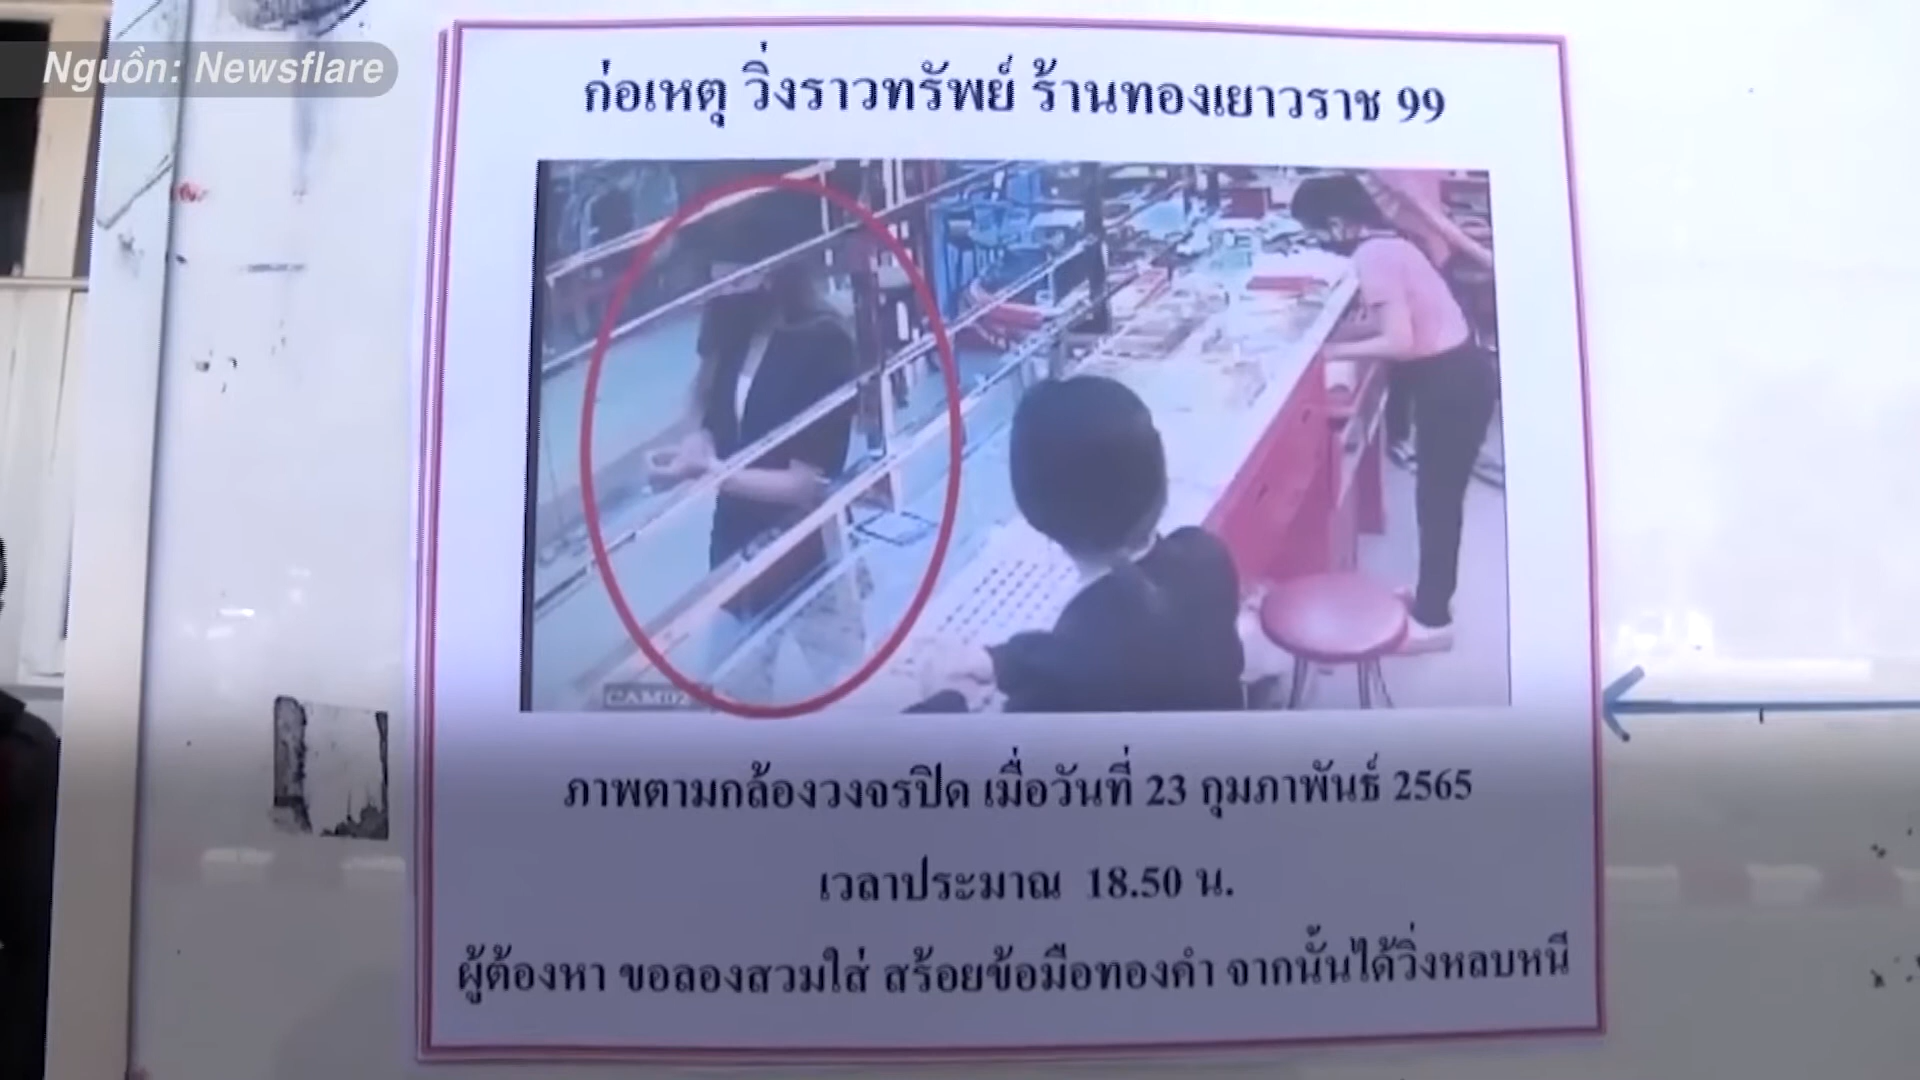 Nguồn: Newsflare
ก่อเหตุ วิ่งราวทรัพย์ ร้านทองเยาวราช 99
CAM02
ภาพตามกล้องวงจรปิด เมื่อวันที่ 23 กุมภาพันธ์ 2565
เวลาประมาณ 18.50 น.
ผู้ต้องหา ขอลองสวมใส่ สร้อยข้อมือทองคำ จากนั้นได้วิ่งหลบหนี